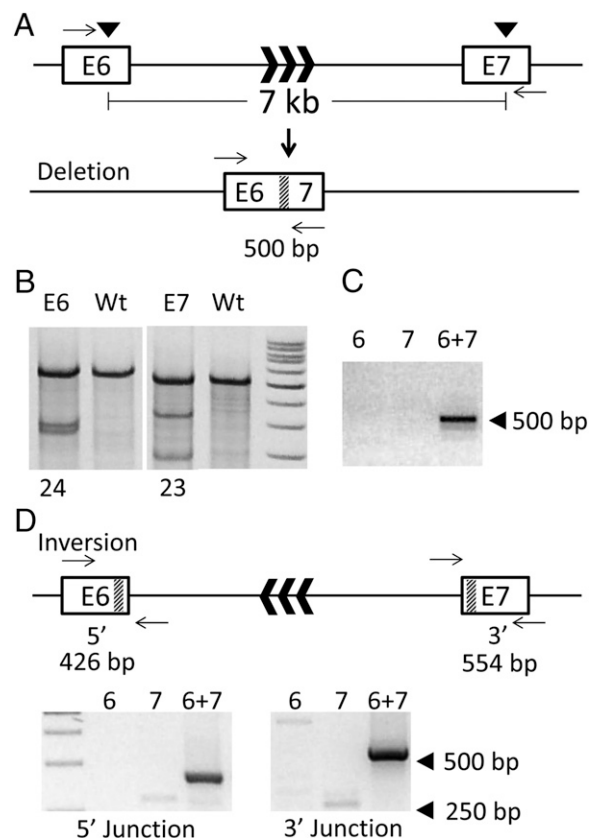 A
E6 E7
7 kb
Deletion
E6 7
500 bp
B
E6 Wt E7 Wt
24 23
C
6 7 6+7
500 bp
D
Inversion
E6 E7
5' 3'
426 bp 554 bp
6 7 6+7 6 7 6+7
500 bp
250 bp
5' Junction 3' Junction